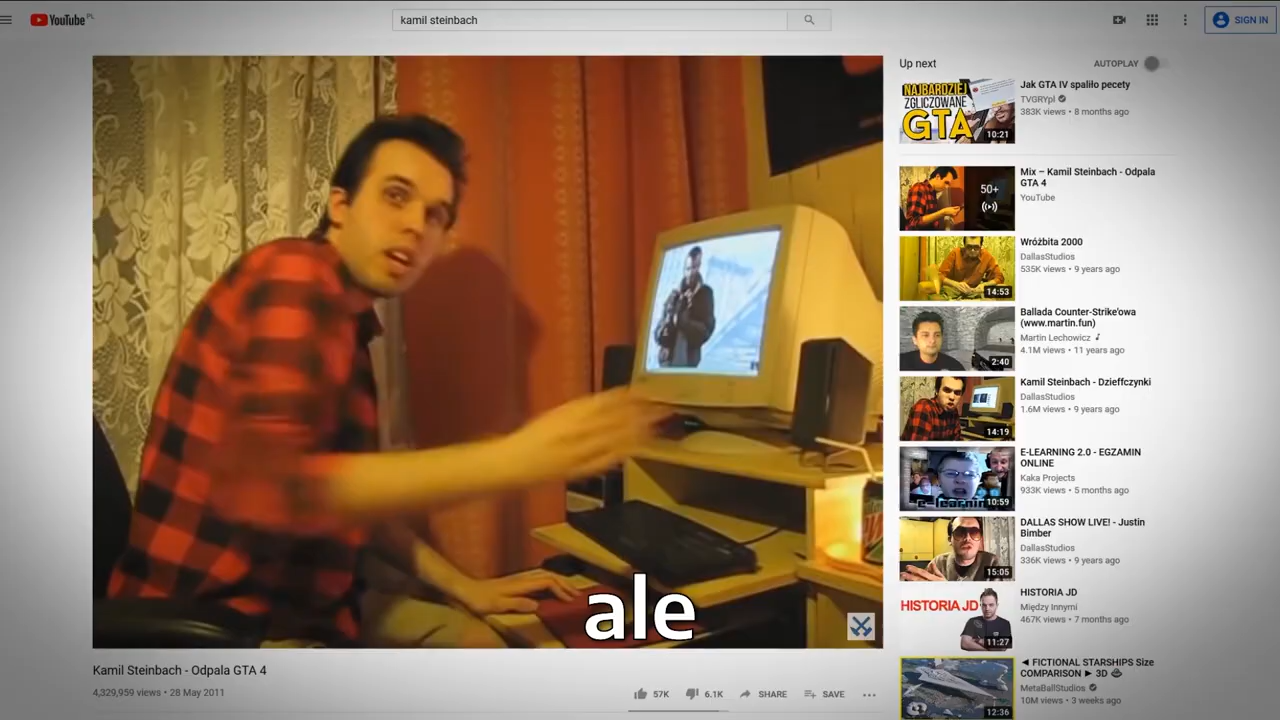 YouTube PL
kamil steinbach
SIGN IN
Up next
AUTOPLAY
NAJBARDZIEJ
ZGLICZOWANE
GTA
10:21
Jak GTA IV spaliło pecety
TVGRYpl
383K views • 8 months ago
50+
Mix – Kamil Steinbach - Odpala
GTA 4
YouTube
14:53
Wróżbita 2000
DallasStudios
535K views • 9 years ago
2:40
Ballada Counter-Strike'owa
(www.martin.fun)
Martin Lechowicz
4.1M views • 11 years ago
14:19
Kamil Steinbach - Dzieffczynki
DallasStudios
1.6M views • 9 years ago
e-learning
10:59
E-LEARNING 2.0 - EGZAMIN
ONLINE
Kaka Projects
933K views • 5 months ago
15:05
DALLAS SHOW LIVE! - Justin
Bimber
DallasStudios
336K views • 9 years ago
HISTORIA JD
11:27
HISTORIA JD
Między Innymi
467K views • 7 months ago
12:36
◄ FICTIONAL STARSHIPS Size
COMPARISON ► 3D
MetaBallStudios
10M views • 3 weeks ago
ale
Kamil Steinbach - Odpala GTA 4
4,329,959 views • 28 May 2011
57K
6.1K
SHARE
SAVE